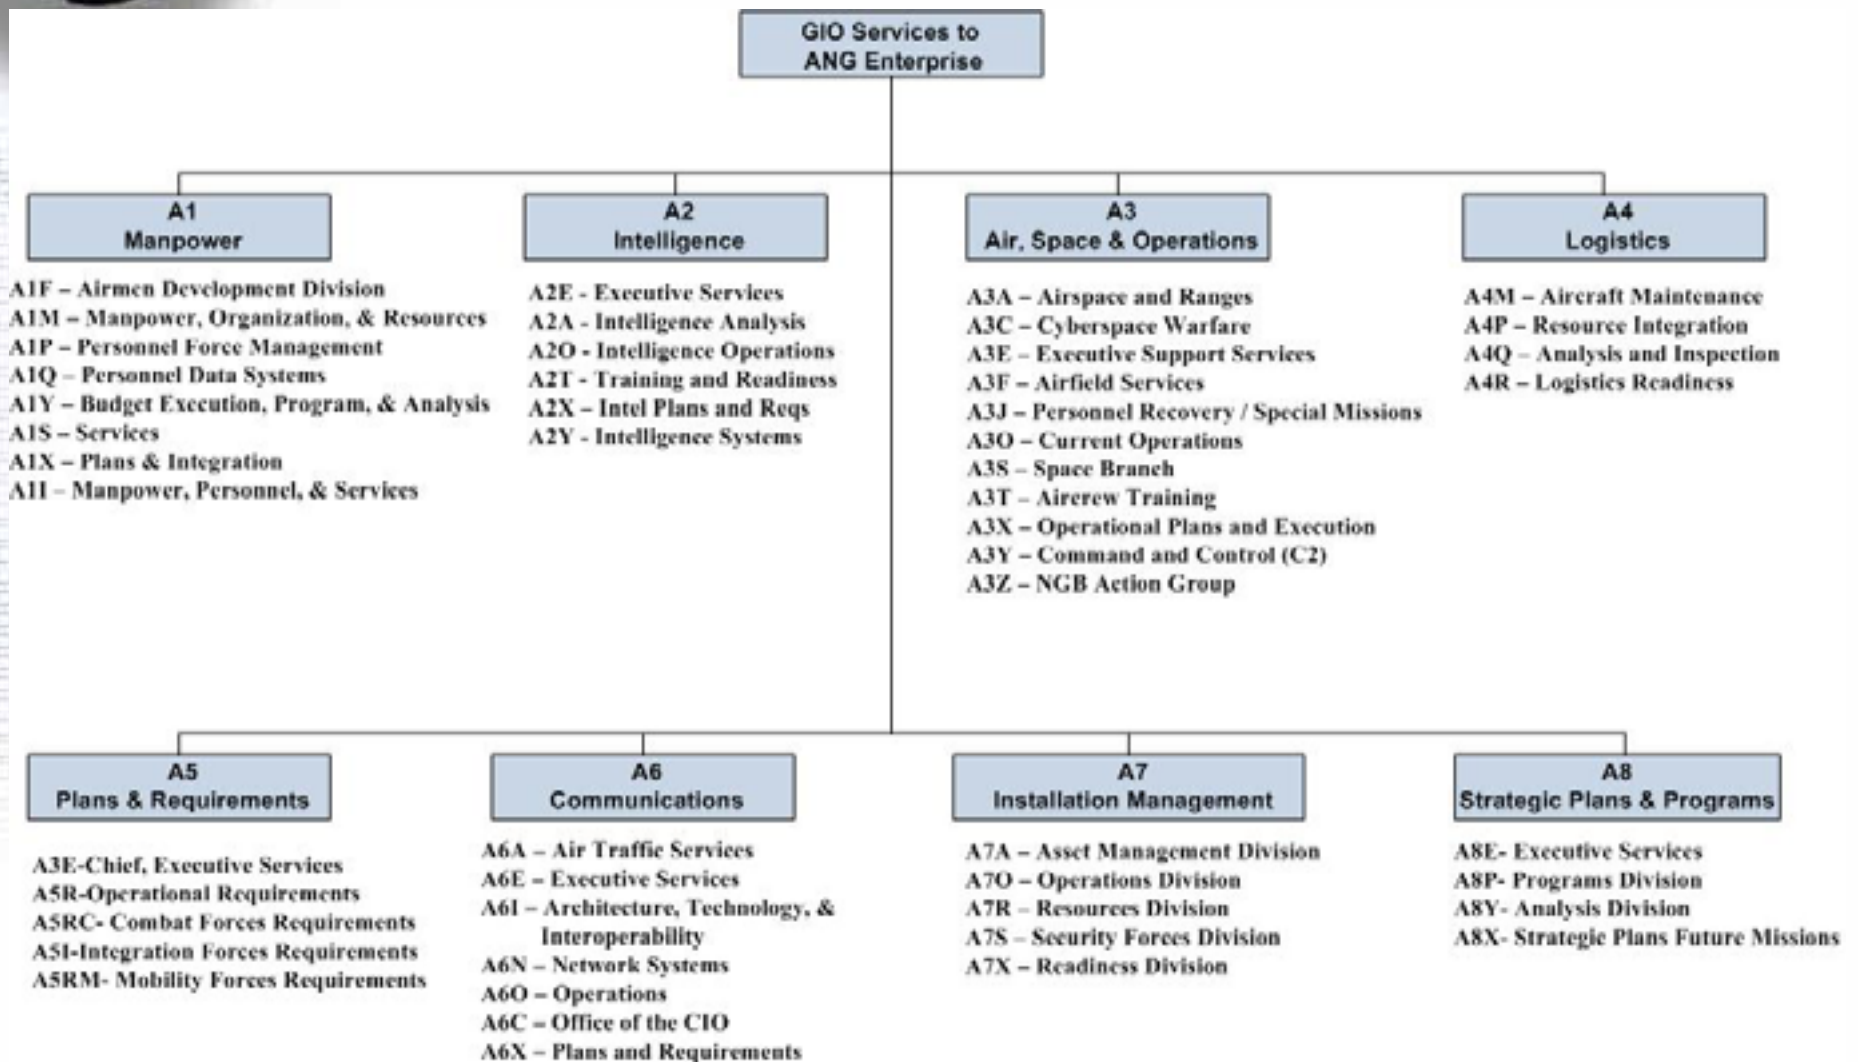 GIO Services to
ANG Enterprise
A1
Manpower
A1F – Airmen Development Division
A1M – Manpower, Organization, & Resources
A1P – Personnel Force Management
A1Q – Personnel Data Systems
A1Y – Budget Execution, Program, & Analysis
A1S – Services
A1X – Plans & Integration
A1I – Manpower, Personnel, & Services
A2
Intelligence
A2E - Executive Services
A2A - Intelligence Analysis
A2O - Intelligence Operations
A2T - Training and Readiness
A2X – Intel Plans and Reqs
A2Y - Intelligence Systems
A3
Air, Space & Operations
A3A – Airspace and Ranges
A3C – Cyberspace Warfare
A3E – Executive Support Services
A3F – Airfield Services
A3J – Personnel Recovery / Special Missions
A3O – Current Operations
A3S – Space Branch
A3T – Aircrew Training
A3X – Operational Plans and Execution
A3Y – Command and Control (C2)
A3Z – NGB Action Group
A4
Logistics
A4M – Aircraft Maintenance
A4P – Resource Integration
A4Q – Analysis and Inspection
A4R – Logistics Readiness
A5
Plans & Requirements
A3E-Chief, Executive Services
A5R-Operational Requirements
A5RC- Combat Forces Requirements
A5I-Integration Forces Requirements
A5RM- Mobility Forces Requirements
A6
Communications
A6A – Air Traffic Services
A6E – Executive Services
A6I – Architecture, Technology, &
Interoperability
A6N – Network Systems
A6O – Operations
A6C – Office of the CIO
A6X – Plans and Requirements
A7
Installation Management
A7A – Asset Management Division
A7O – Operations Division
A7R – Resources Division
A7S – Security Forces Division
A7X – Readiness Division
A8
Strategic Plans & Programs
A8E- Executive Services
A8P- Programs Division
A8Y- Analysis Division
A8X- Strategic Plans Future Missions